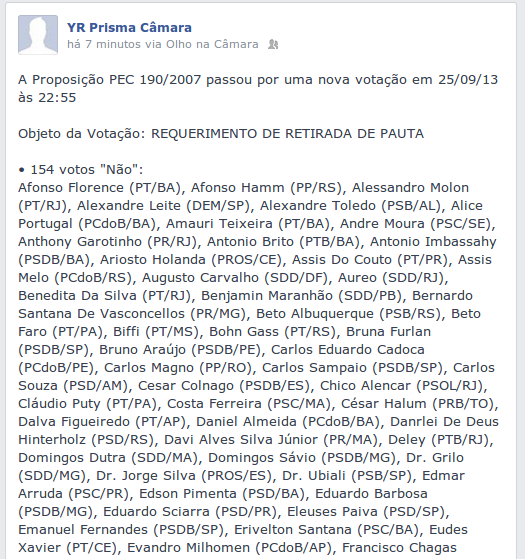 YR Prisma Câmara
há 7 minutos via Olho na Câmara
A Proposição PEC 190/2007 passou por uma nova votação em 25/09/13
às 22:55
Objeto da Votação: REQUERIMENTO DE RETIRADA DE PAUTA
• 154 votos "Não":
Afonso Florence (PT/BA), Afonso Hamm (PP/RS), Alessandro Molon
(PT/RJ), Alexandre Leite (DEM/SP), Alexandre Toledo (PSB/AL), Alice
Portugal (PCdoB/BA), Amauri Teixeira (PT/BA), Andre Moura (PSC/SE),
Anthony Garotinho (PR/RJ), Antonio Brito (PTB/BA), Antonio Imbassahy
(PSDB/BA), Ariosto Holanda (PROS/CE), Assis Do Couto (PT/PR), Assis
Melo (PCdoB/RS), Augusto Carvalho (SDD/DF), Aureo (SDD/RJ),
Benedita Da Silva (PT/RJ), Benjamin Maranhão (SDD/PB), Bernardo
Santana De Vasconcellos (PR/MG), Beto Albuquerque (PSB/RS), Beto
Faro (PT/PA), Biffi (PT/MS), Bohn Gass (PT/RS), Bruna Furlan
(PSDB/SP), Bruno Araújo (PSDB/PE), Carlos Eduardo Cadoca
(PCdoB/PE), Carlos Magno (PP/RO), Carlos Sampaio (PSDB/SP), Carlos
Souza (PSD/AM), Cesar Colnago (PSDB/ES), Chico Alencar (PSOL/RJ),
Cláudio Puty (PT/PA), Costa Ferreira (PSC/MA), César Halum (PRB/TO),
Dalva Figueiredo (PT/AP), Daniel Almeida (PCdoB/BA), Danrlei De Deus
Hinterholz (PSD/RS), Davi Alves Silva Júnior (PR/MA), Deley (PTB/RJ),
Domingos Dutra (SDD/MA), Domingos Sávio (PSDB/MG), Dr. Grilo
(SDD/MG), Dr. Jorge Silva (PROS/ES), Dr. Ubiali (PSB/SP), Edmar
Arruda (PSC/PR), Edson Pimenta (PSD/BA), Eduardo Barbosa
(PSDB/MG), Eduardo Sciarra (PSD/PR), Eleuses Paiva (PSD/SP),
Emanuel Fernandes (PSDB/SP), Erivelton Santana (PSC/BA), Eudes
Xavier (PT/CE), Evandro Milhomen (PCdoB/AP), Francisco Chagas